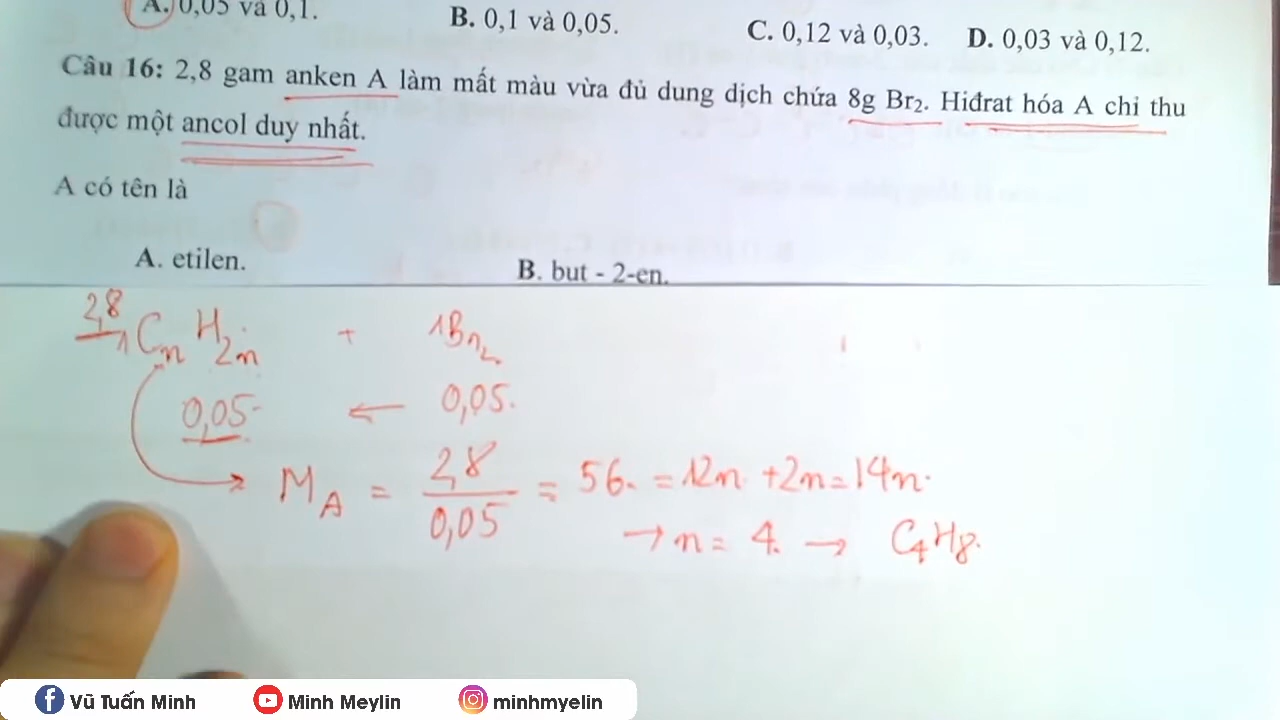 A. 0,05 và 0,1. B. 0,1 và 0,05. C. 0,12 và 0,03. D. 0,03 và 0,12.
Câu 16: 2,8 gam anken A làm mất màu vừa đủ dung dịch chứa 8g Br₂. Hiđrat hóa A chỉ thu
được một ancol duy nhất.
A có tên là
A. etilen. B. but - 2-en.
2,8
1CnH2n + 1Br2
0,05 ← 0,05.
MA = 2,8/0,05 = 56. = 12n + 2n = 14n.
→ n = 4. → C4H8.
Vũ Tuấn Minh Minh Meylin minhmyelin